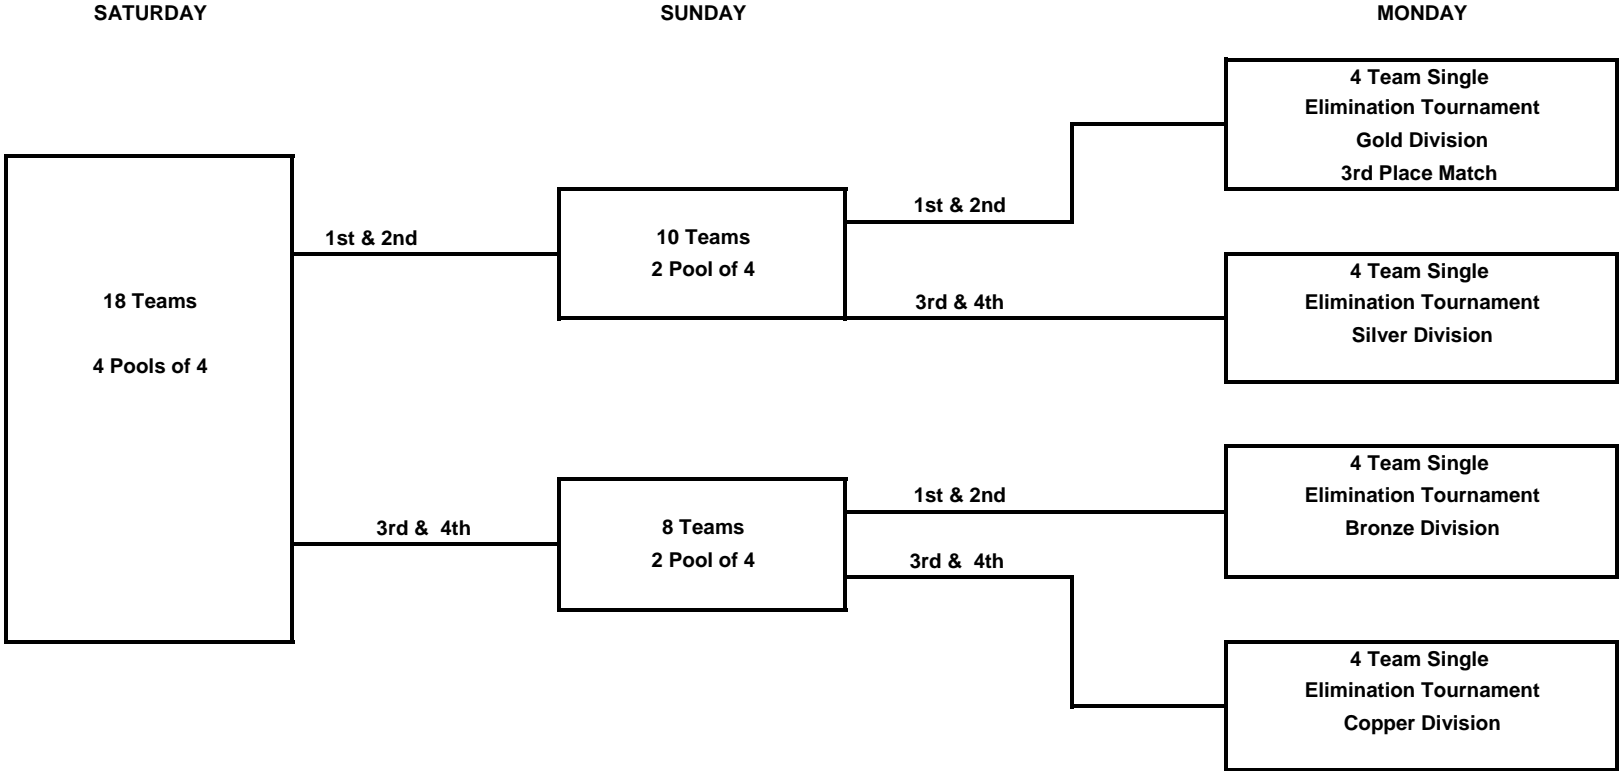 SATURDAY
SUNDAY
MONDAY
4 Team Single
Elimination Tournament
Gold Division
3rd Place Match
1st & 2nd
1st & 2nd
10 Teams
2 Pool of 4
4 Team Single
18 Teams
3rd & 4th
Elimination Tournament
Silver Division
4 Pools of 4
4 Team Single
1st & 2nd
Elimination Tournament
3rd &  4th
8 Teams
Bronze Division
2 Pool of 4
3rd &  4th
4 Team Single
Elimination Tournament
Copper Division